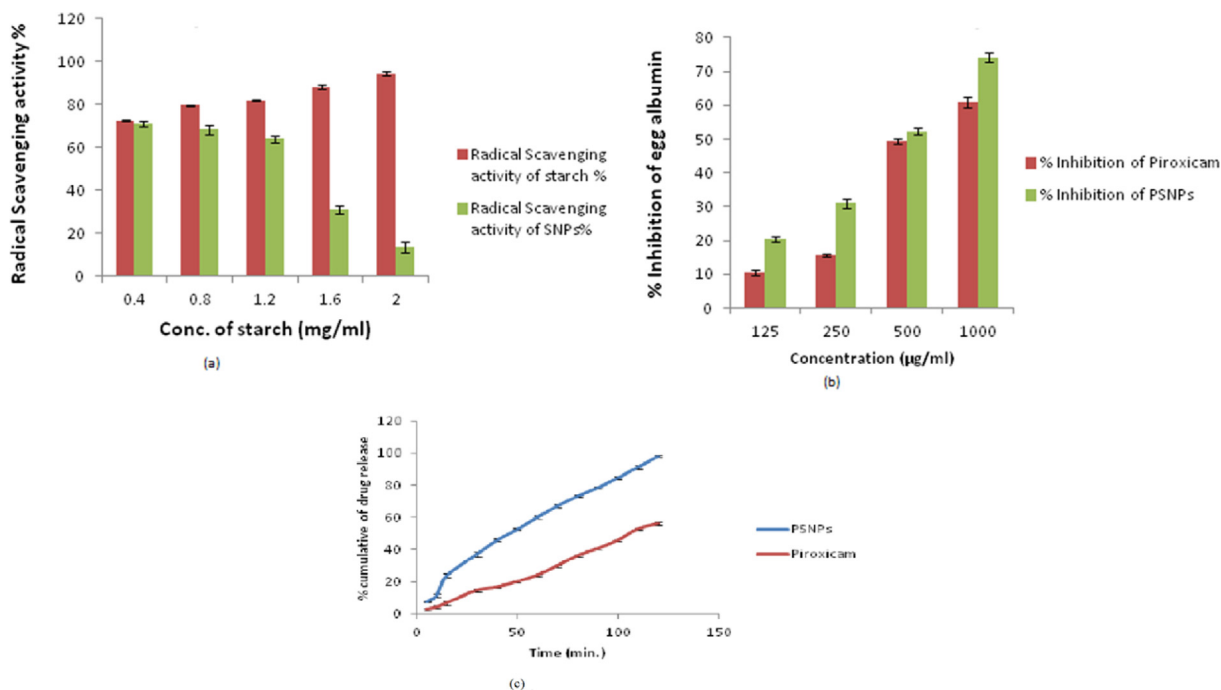 120
100
80
60
40
20
0
Radical Scavenging activity %
0.4 0.8 1.2 1.6 2
Conc. of starch (mg/ml)
Radical Scavenging
activity of starch %
Radical Scavenging
activity of SNPs%
(a)
80
70
60
50
40
30
20
10
0
% Inhibition of egg albumin
125 250 500 1000
Concentration (µg/ml)
% Inhibition of Piroxicam
% Inhibition of PSNPs
(b)
120
100
80
60
40
20
0
% cumulative of drug release
0 50 100 150
Time (min.)
PSNPs
Piroxicam
(c)